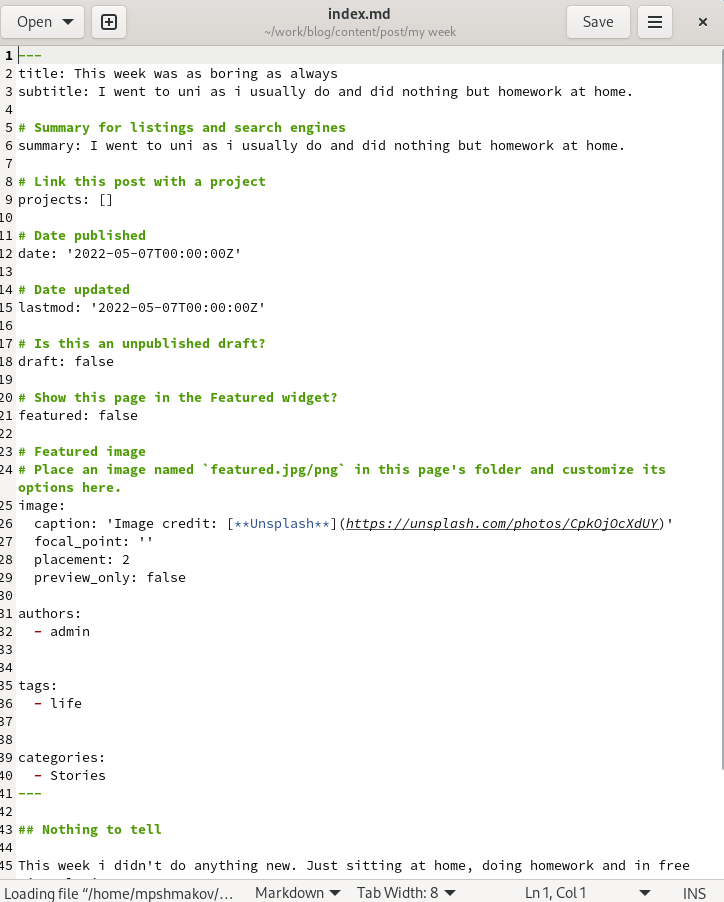 Open
index.md
~/work/blog/content/post/my week
Save
1 ---
2 title: This week was as boring as always
3 subtitle: I went to uni as i usually do and did nothing but homework at home.
4
5 # Summary for listings and search engines
6 summary: I went to uni as i usually do and did nothing but homework at home.
7
8 # Link this post with a project
9 projects: []
10
11 # Date published
12 date: '2022-05-07T00:00:00Z'
13
14 # Date updated
15 lastmod: '2022-05-07T00:00:00Z'
16
17 # Is this an unpublished draft?
18 draft: false
19
20 # Show this page in the Featured widget?
21 featured: false
22
23 # Featured image
24 # Place an image named `featured.jpg/png` in this page's folder and customize its
options here.
25 image:
26   caption: 'Image credit: [**Unsplash**](https://unsplash.com/photos/CpkOjOcXdUY)'
27   focal_point: ''
28   placement: 2
29   preview_only: false
30
31 authors:
32   - admin
33
34
35 tags:
36   - life
37
38
39 categories:
40   - Stories
41 ---
42
43 ## Nothing to tell
44
45 This week i didn't do anything new. Just sitting at home, doing homework and in free
Loading file “/home/mpshmakov/… Markdown Tab Width: 8 Ln 1, Col 1 INS